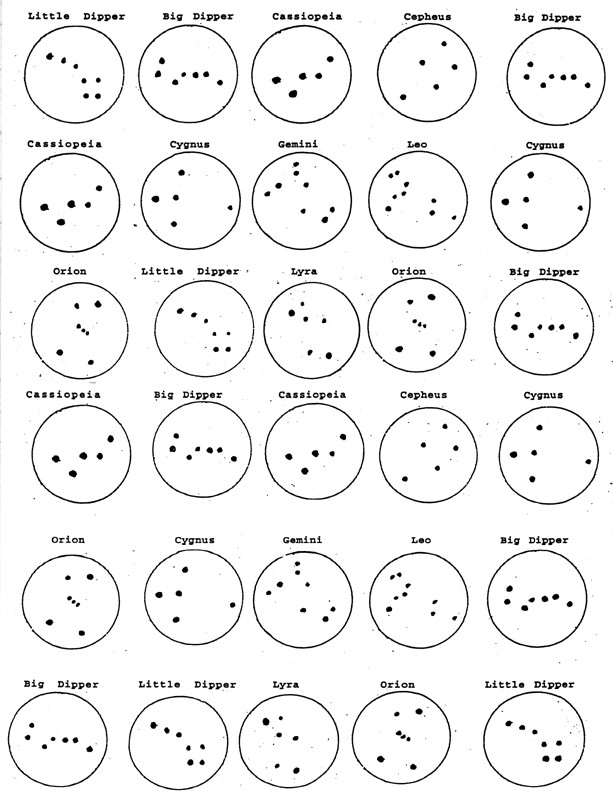 Little Dipper Big Dipper Cassiopeia Cepheus Big Dipper
Cassiopeia Cygnus Gemini Leo Cygnus
Orion Little Dipper Lyra Orion Big Dipper
Cassiopeia Big Dipper Cassiopeia Cepheus Cygnus
Orion Cygnus Gemini Leo Big Dipper
Big Dipper Little Dipper Lyra Orion Little Dipper